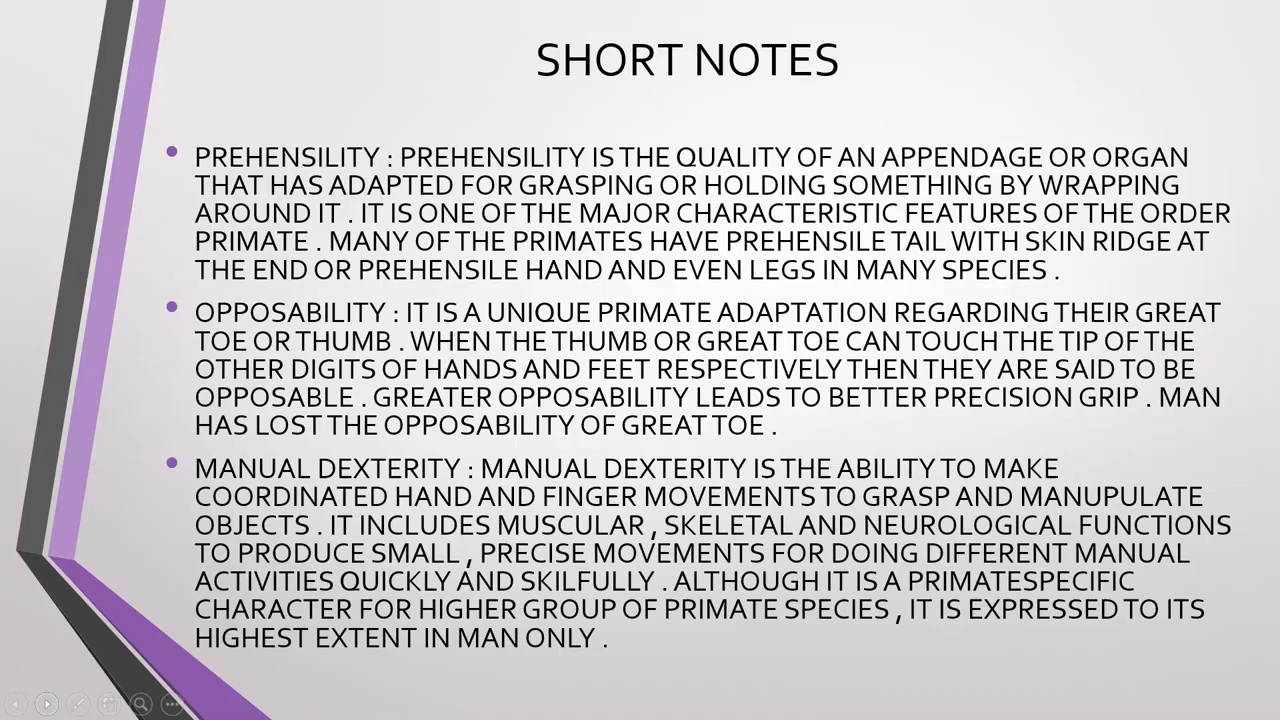 SHORT NOTES
• PREHENSILITY : PREHENSILITY IS THE QUALITY OF AN APPENDAGE OR ORGAN
THAT HAS ADAPTED FOR GRASPING OR HOLDING SOMETHING BY WRAPPING
AROUND IT . IT IS ONE OF THE MAJOR CHARACTERISTIC FEATURES OF THE ORDER
PRIMATE . MANY OF THE PRIMATES HAVE PREHENSILE TAIL WITH SKIN RIDGE AT
THE END OR PREHENSILE HAND AND EVEN LEGS IN MANY SPECIES .
• OPPOSABILITY : IT IS A UNIQUE PRIMATE ADAPTATION REGARDING THEIR GREAT
TOE OR THUMB . WHEN THE THUMB OR GREAT TOE CAN TOUCH THE TIP OF THE
OTHER DIGITS OF HANDS AND FEET RESPECTIVELY THEN THEY ARE SAID TO BE
OPPOSABLE . GREATER OPPOSABILITY LEADS TO BETTER PRECISION GRIP . MAN
HAS LOST THE OPPOSABILITY OF GREAT TOE .
• MANUAL DEXTERITY : MANUAL DEXTERITY IS THE ABILITY TO MAKE
COORDINATED HAND AND FINGER MOVEMENTS TO GRASP AND MANUPULATE
OBJECTS . IT INCLUDES MUSCULAR , SKELETAL AND NEUROLOGICAL FUNCTIONS
TO PRODUCE SMALL , PRECISE MOVEMENTS FOR DOING DIFFERENT MANUAL
ACTIVITIES QUICKLY AND SKILFULLY . ALTHOUGH IT IS A PRIMATESPECIFIC
CHARACTER FOR HIGHER GROUP OF PRIMATE SPECIES , IT IS EXPRESSED TO ITS
HIGHEST EXTENT IN MAN ONLY .